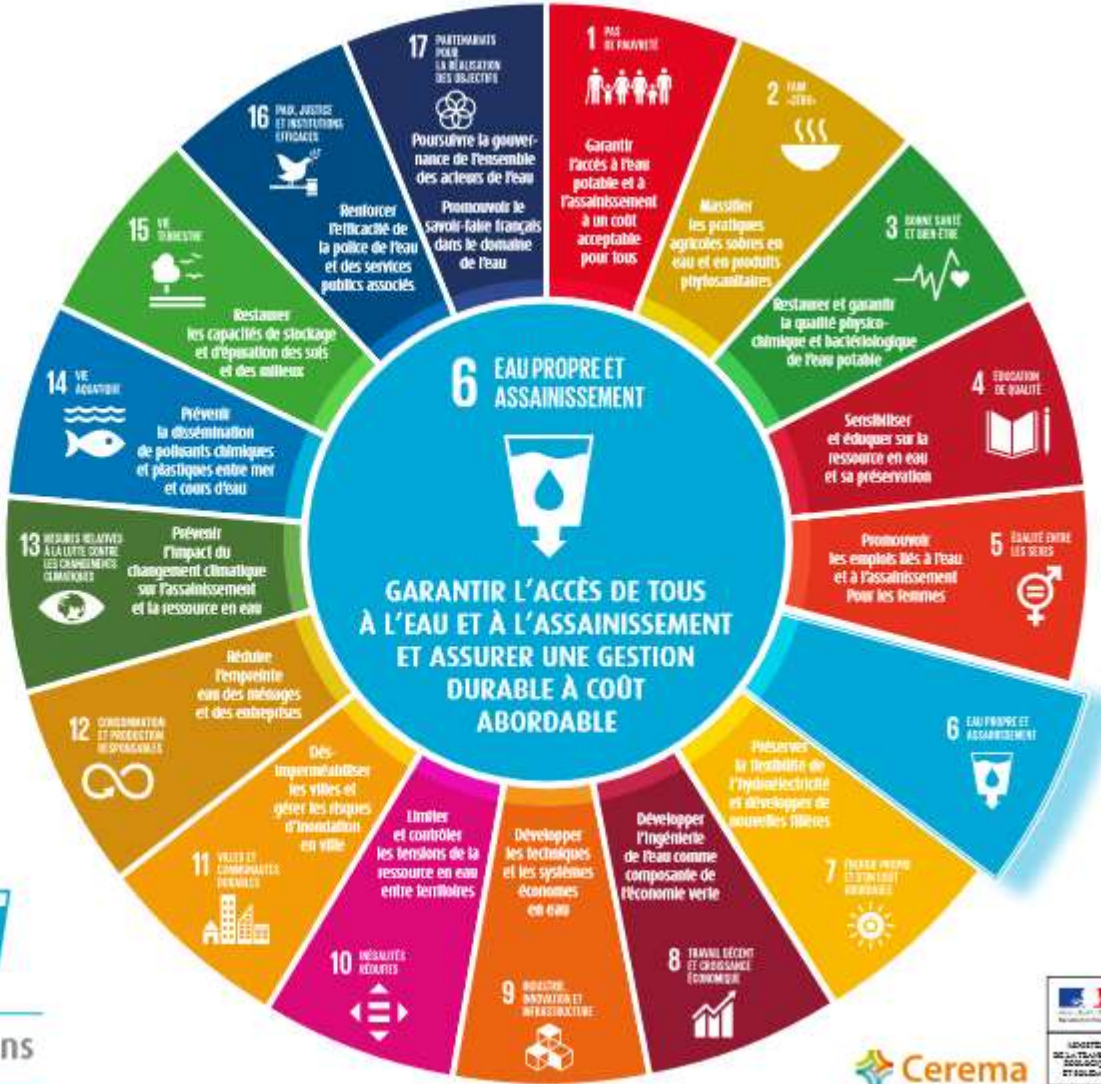 17 PARTENARIATS
POUR
LA RÉALISATION
DES OBJECTIFS
Poursuivre la gouver-
nance de l'ensemble
des acteurs de l'eau
Promouvoir le
savoir-faire français
dans le domaine
de l'eau
1 PAS
DE PAUVRETÉ
Garantir
l'accès à l'eau
potable et à
l'assainissement
à un coût
acceptable
pour tous
2 FAIM
«ZÉRO»
Massifier
les pratiques
agricoles sobres en
eau et en produits
phytosanitaires
3 BONNE SANTÉ
ET BIEN-ÊTRE
Restaurer et garantir
la qualité physico-
chimique et bactériologique
de l'eau potable
4 ÉDUCATION
DE QUALITÉ
Sensibiliser
et éduquer sur la
ressource en eau
et sa préservation
5 ÉGALITÉ ENTRE
LES SEXES
Promouvoir
les emplois liés à l'eau
et à l'assainissement
Pour les femmes
6 EAU PROPRE ET
ASSAINISSEMENT
7 ÉNERGIE PROPRE
ET D'UN COÛT
ABORDABLE
Préserver
la flexibilité de
l'hydroélectricité
et développer de
nouvelles filières
8 TRAVAIL DÉCENT
ET CROISSANCE
ÉCONOMIQUE
Développer
l'ingénierie
de l'eau comme
composante de
l'économie verte
9 INDUSTRIE,
INNOVATION ET
INFRASTRUCTURE
Développer
les techniques
et les systèmes
économes
en eau
10 INÉGALITÉS
RÉDUITES
Limiter
et contrôler
les tensions de la
ressource en eau
entre territoires
11 VILLES ET
COMMUNAUTÉS
DURABLES
Dés-
imperméabiliser
les villes et
gérer les risques
d'inondation
en ville
12 CONSOMMATION
ET PRODUCTION
RESPONSABLES
Réduire
l'empreinte
eau des ménages
et des entreprises
13 MESURES RELATIVES
À LA LUTTE CONTRE
LES CHANGEMENTS
CLIMATIQUES
Prévenir
l'impact du
changement climatique
sur l'assainissement
et la ressource en eau
14 VIE
AQUATIQUE
Prévenir
la dissémination
de polluants chimiques
et plastiques entre mer
et cours d'eau
15 VIE
TERRESTRE
Restaurer
les capacités de stockage
et d'épuration des sols
et des milieux
16 PAIX, JUSTICE
ET INSTITUTIONS
EFFICACES
Renforcer
l'efficacité de
la police de l'eau
et des services
publics associés
6 EAU PROPRE ET
ASSAINISSEMENT
GARANTIR L'ACCÈS DE TOUS
À L'EAU ET À L'ASSAINISSEMENT
ET ASSURER UNE GESTION
DURABLE À COÛT
ABORDABLE
ns
Cerema